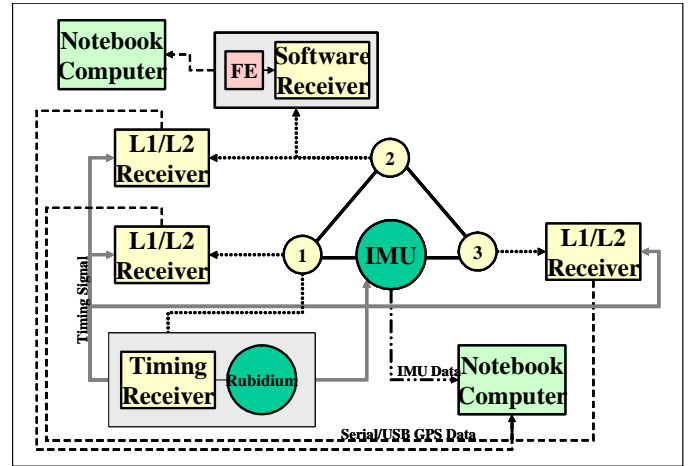 Notebook
Computer
FE
Software
Receiver
L1/L2
Receiver
2
L1/L2
Receiver
1
IMU
3
L1/L2
Receiver
Timing Signal
Timing
Receiver
Rubidium
IMU Data
Notebook
Computer
Serial/USB GPS Data